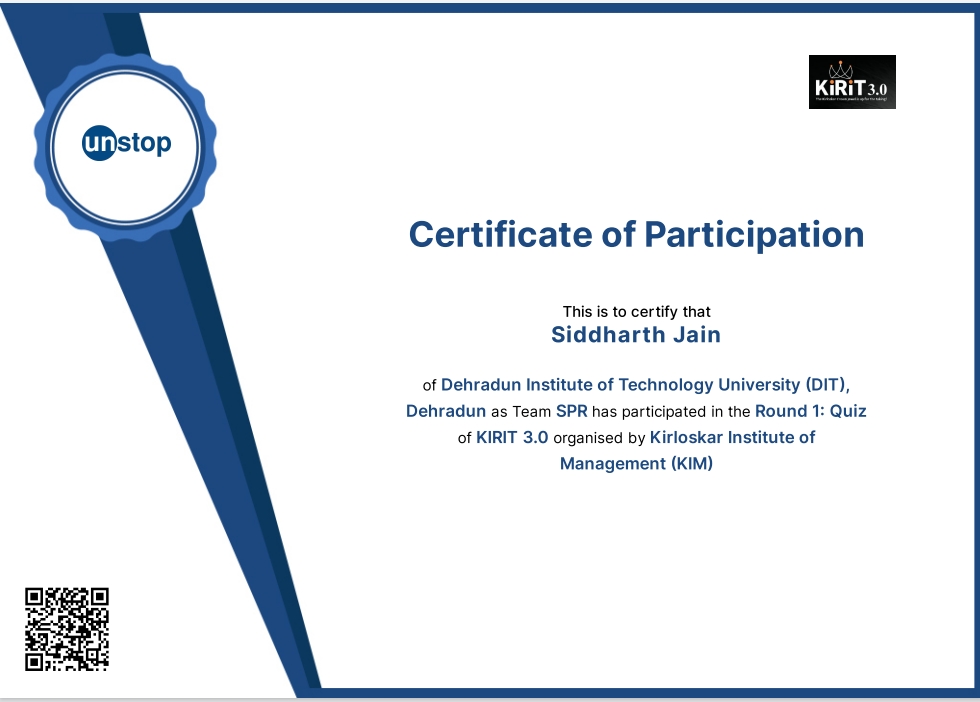 unstop
KiRiT 3.0
Certificate of Participation
This is to certify that
Siddharth Jain
of Dehradun Institute of Technology University (DIT),
Dehradun as Team SPR has participated in the Round 1: Quiz
of KIRIT 3.0 organised by Kirloskar Institute of
Management (KIM)